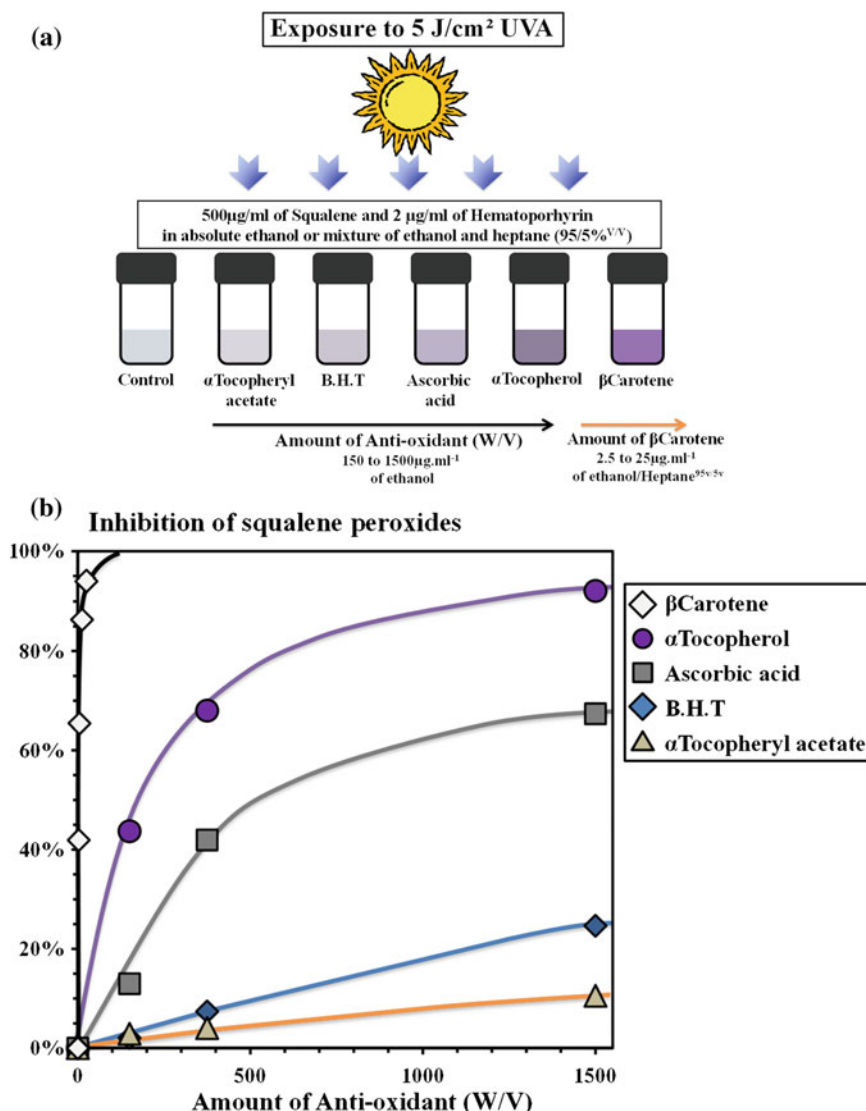 (a)
Exposure to 5 J/cm² UVA
500µg/ml of Squalene and 2 µg/ml of Hematoporhyrin
in absolute ethanol or mixture of ethanol and heptane (95/5%V/V)
Control
αTocopheryl
acetate
B.H.T
Ascorbic
acid
αTocopherol
βCarotene
Amount of Anti-oxidant (W/V)
150 to 1500µg.ml⁻¹
of ethanol
Amount of βCarotene
2.5 to 25µg.ml⁻¹
of ethanol/Heptane95v/5v
(b)
Inhibition of squalene peroxides
100%
80%
60%
40%
20%
0%
0
500
1000
1500
Amount of Anti-oxidant (W/V)
βCarotene
αTocopherol
Ascorbic acid
B.H.T
αTocopheryl acetate